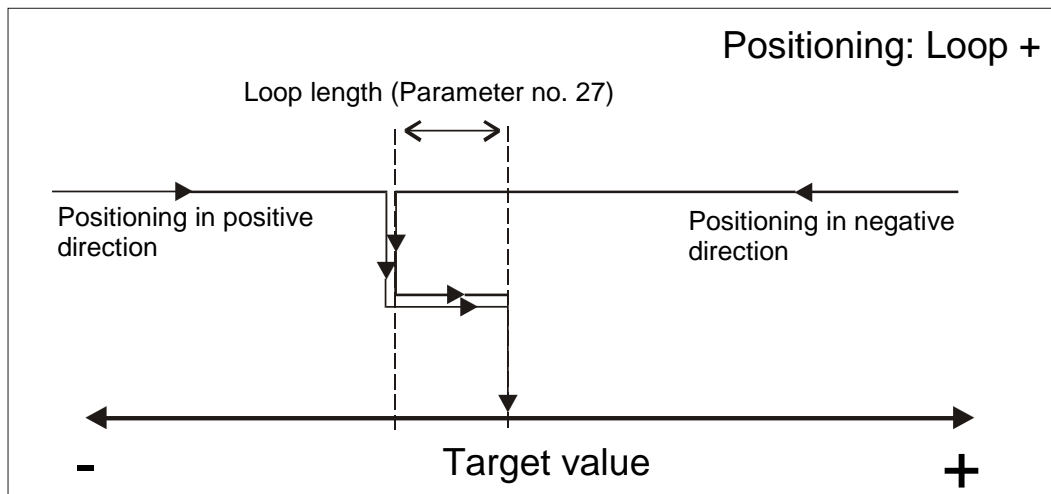 Positioning: Loop +
Loop length (Parameter no. 27)
Positioning in positive
direction
Positioning in negative
direction
- Target value +